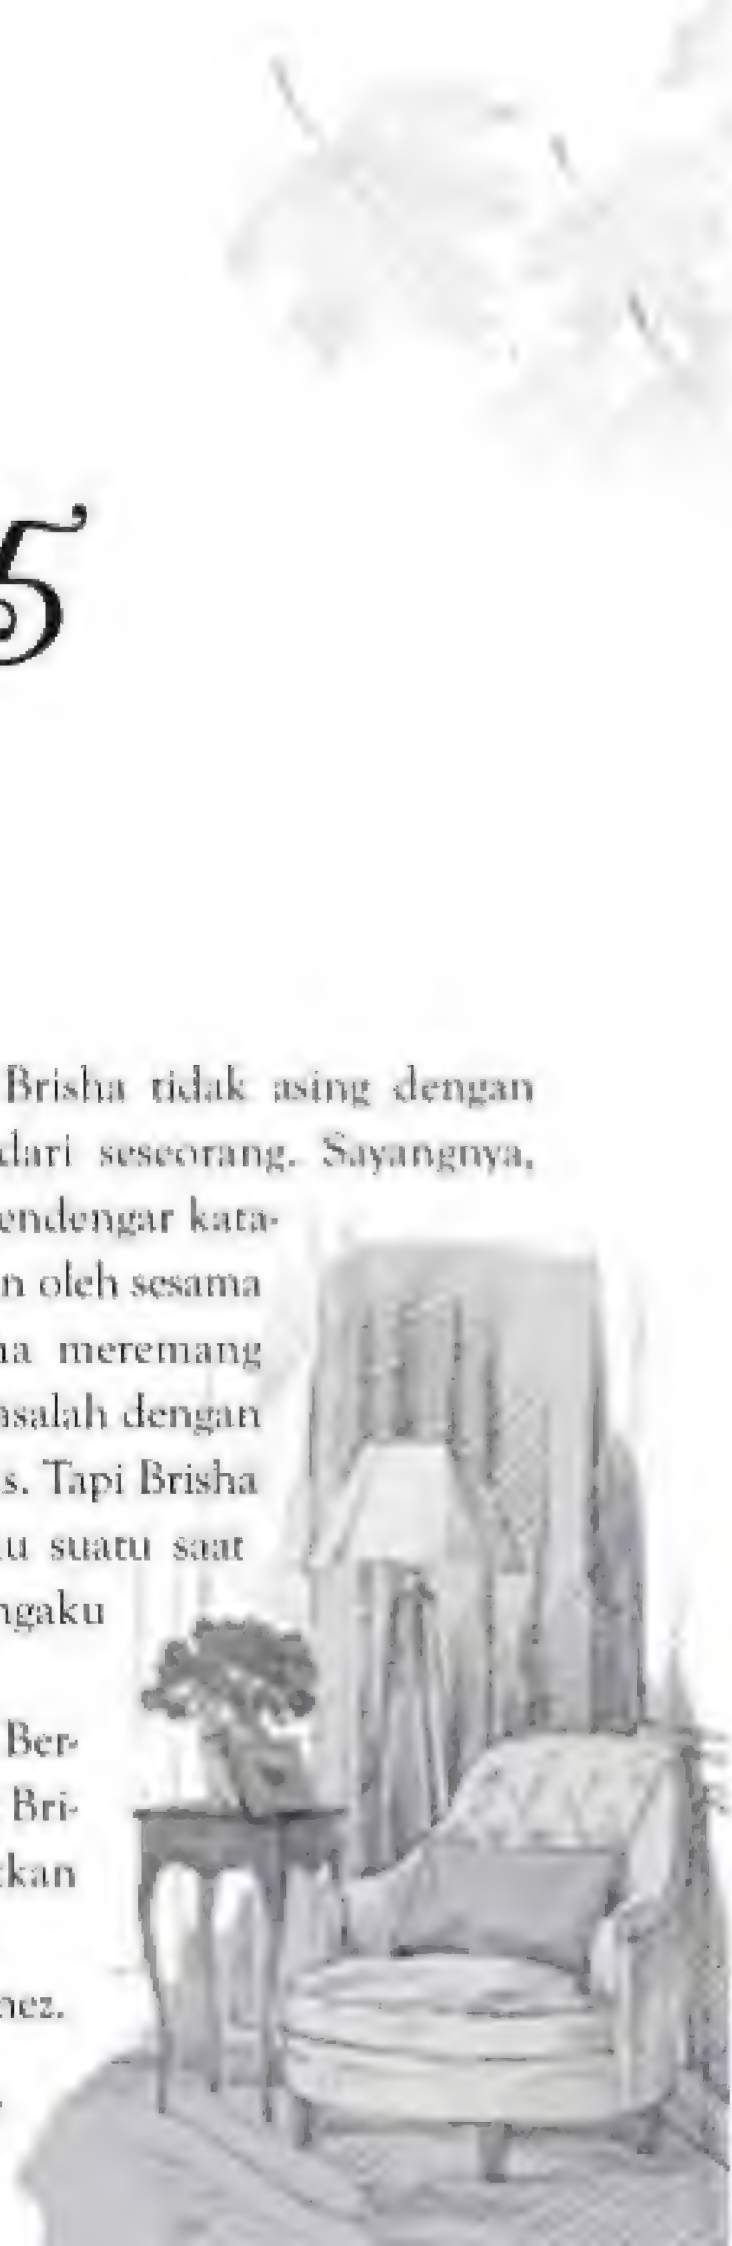 5
Brisha tidak asing dengan
dari seseorang. Sayangnya,
endengar kata-
n oleh sesama
na meremang
asalah dengan
s. Tapi Brisha
u suatu saat
ngaku
Ber-
Bri-
kan
nez.